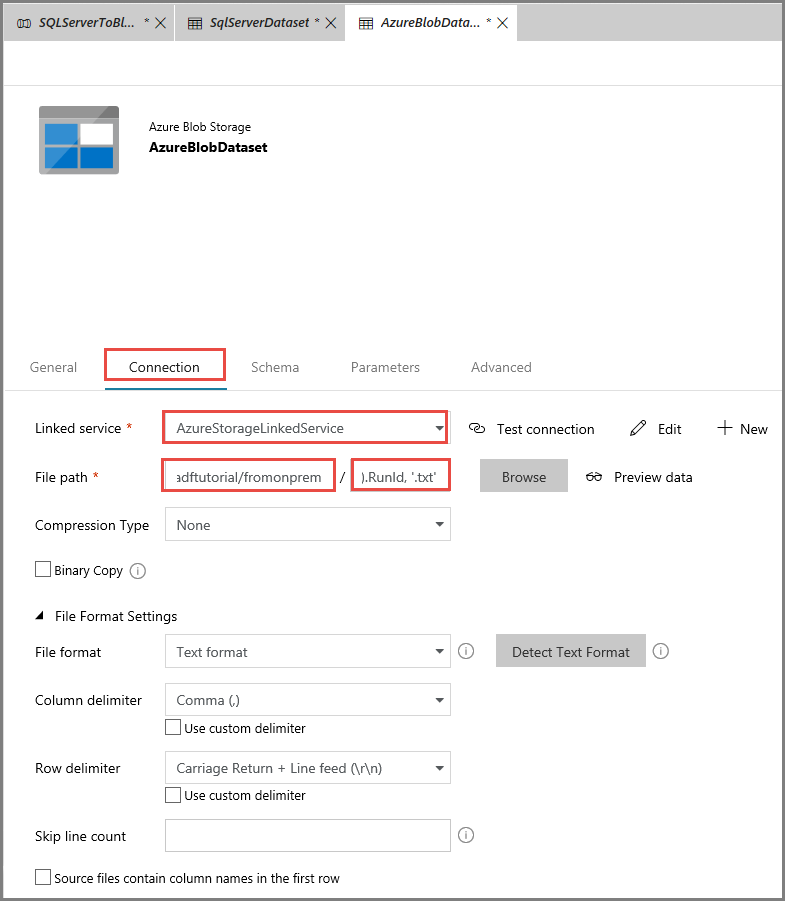 SQLServerToBl... * SqlServerDataset * AzureBlobData... *
Azure Blob Storage
AzureBlobDataset
General Connection Schema Parameters Advanced
Linked service * AzureStorageLinkedService Test connection Edit New
File path * adftutorial/fromonprem / ).RunId, '.txt' Browse Preview data
Compression Type None
Binary Copy
File Format Settings
File format Text format Detect Text Format
Column delimiter Comma (,)
Use custom delimiter
Row delimiter Carriage Return + Line feed (\r\n)
Use custom delimiter
Skip line count
Source files contain column names in the first row